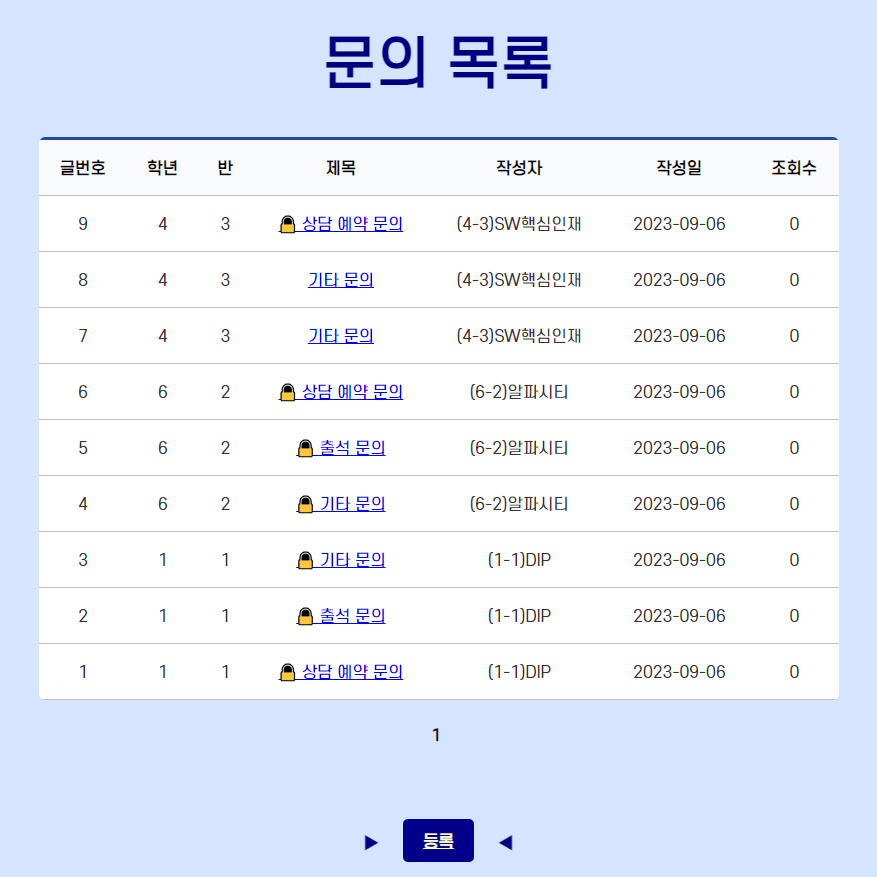 문의 목록
글번호 학년 반 제목 작성자 작성일 조회수
9 4 3 상담 예약 문의 (4-3)SW핵심인재 2023-09-06 0
8 4 3 기타 문의 (4-3)SW핵심인재 2023-09-06 0
7 4 3 기타 문의 (4-3)SW핵심인재 2023-09-06 0
6 6 2 상담 예약 문의 (6-2)알파시티 2023-09-06 0
5 6 2 출석 문의 (6-2)알파시티 2023-09-06 0
4 6 2 기타 문의 (6-2)알파시티 2023-09-06 0
3 1 1 기타 문의 (1-1)DIP 2023-09-06 0
2 1 1 출석 문의 (1-1)DIP 2023-09-06 0
1 1 1 상담 예약 문의 (1-1)DIP 2023-09-06 0
1
등록